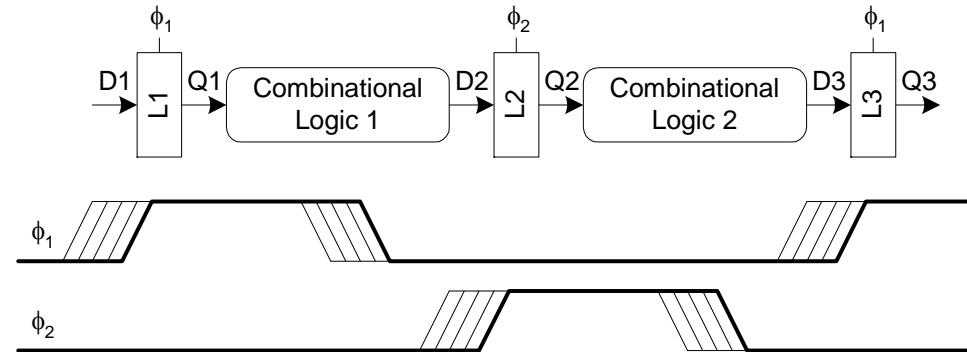 ϕ1 ϕ2 ϕ1
D1 L1 Q1 Combinational Logic 1 D2 L2 Q2 Combinational Logic 2 D3 L3 Q3
ϕ1
ϕ2